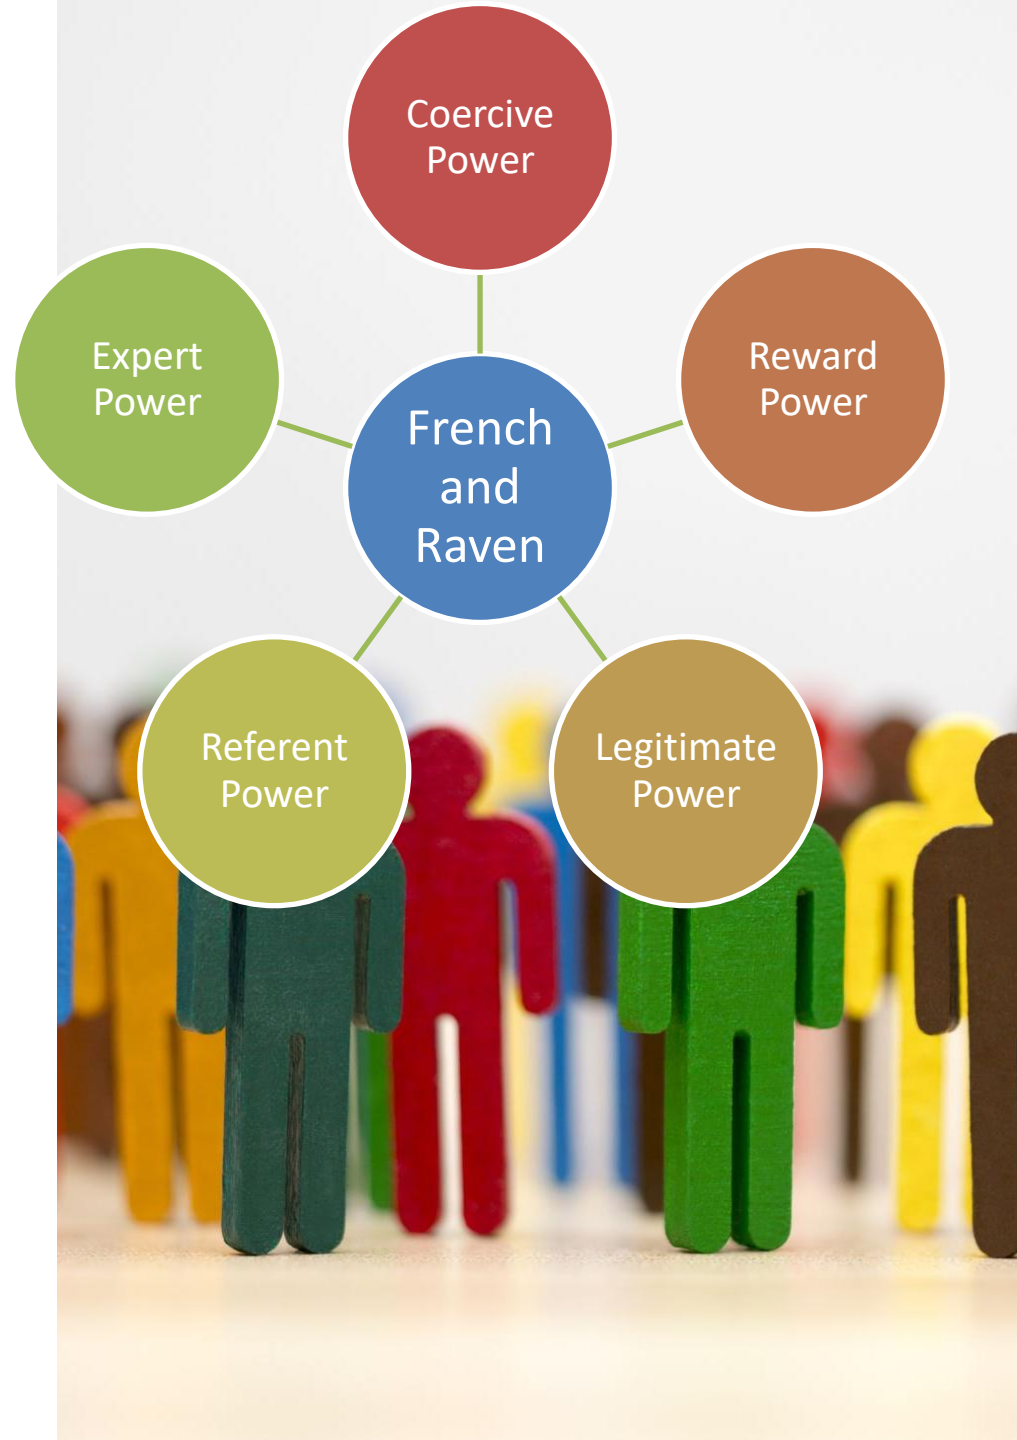 Coercive
Power
Expert
Power
Reward
Power
French
and
Raven
Referent
Power
Legitimate
Power